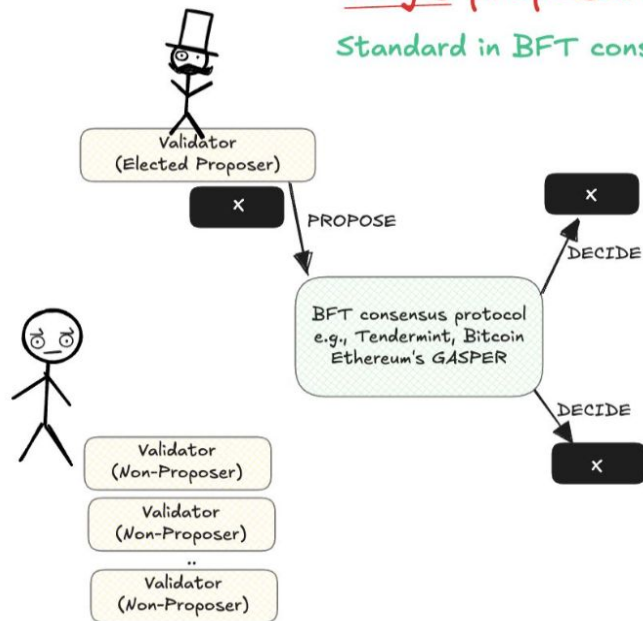 Standard in BFT
Validator
(Elected Proposer)
x
PROPOSE
x
DECIDE
BFT consensus protocol
e.g., Tendermint, Bitcoin
Ethereum's GASPER
DECIDE
x
Validator
(Non-Proposer)
Validator
(Non-Proposer)
..
Validator
(Non-Proposer)